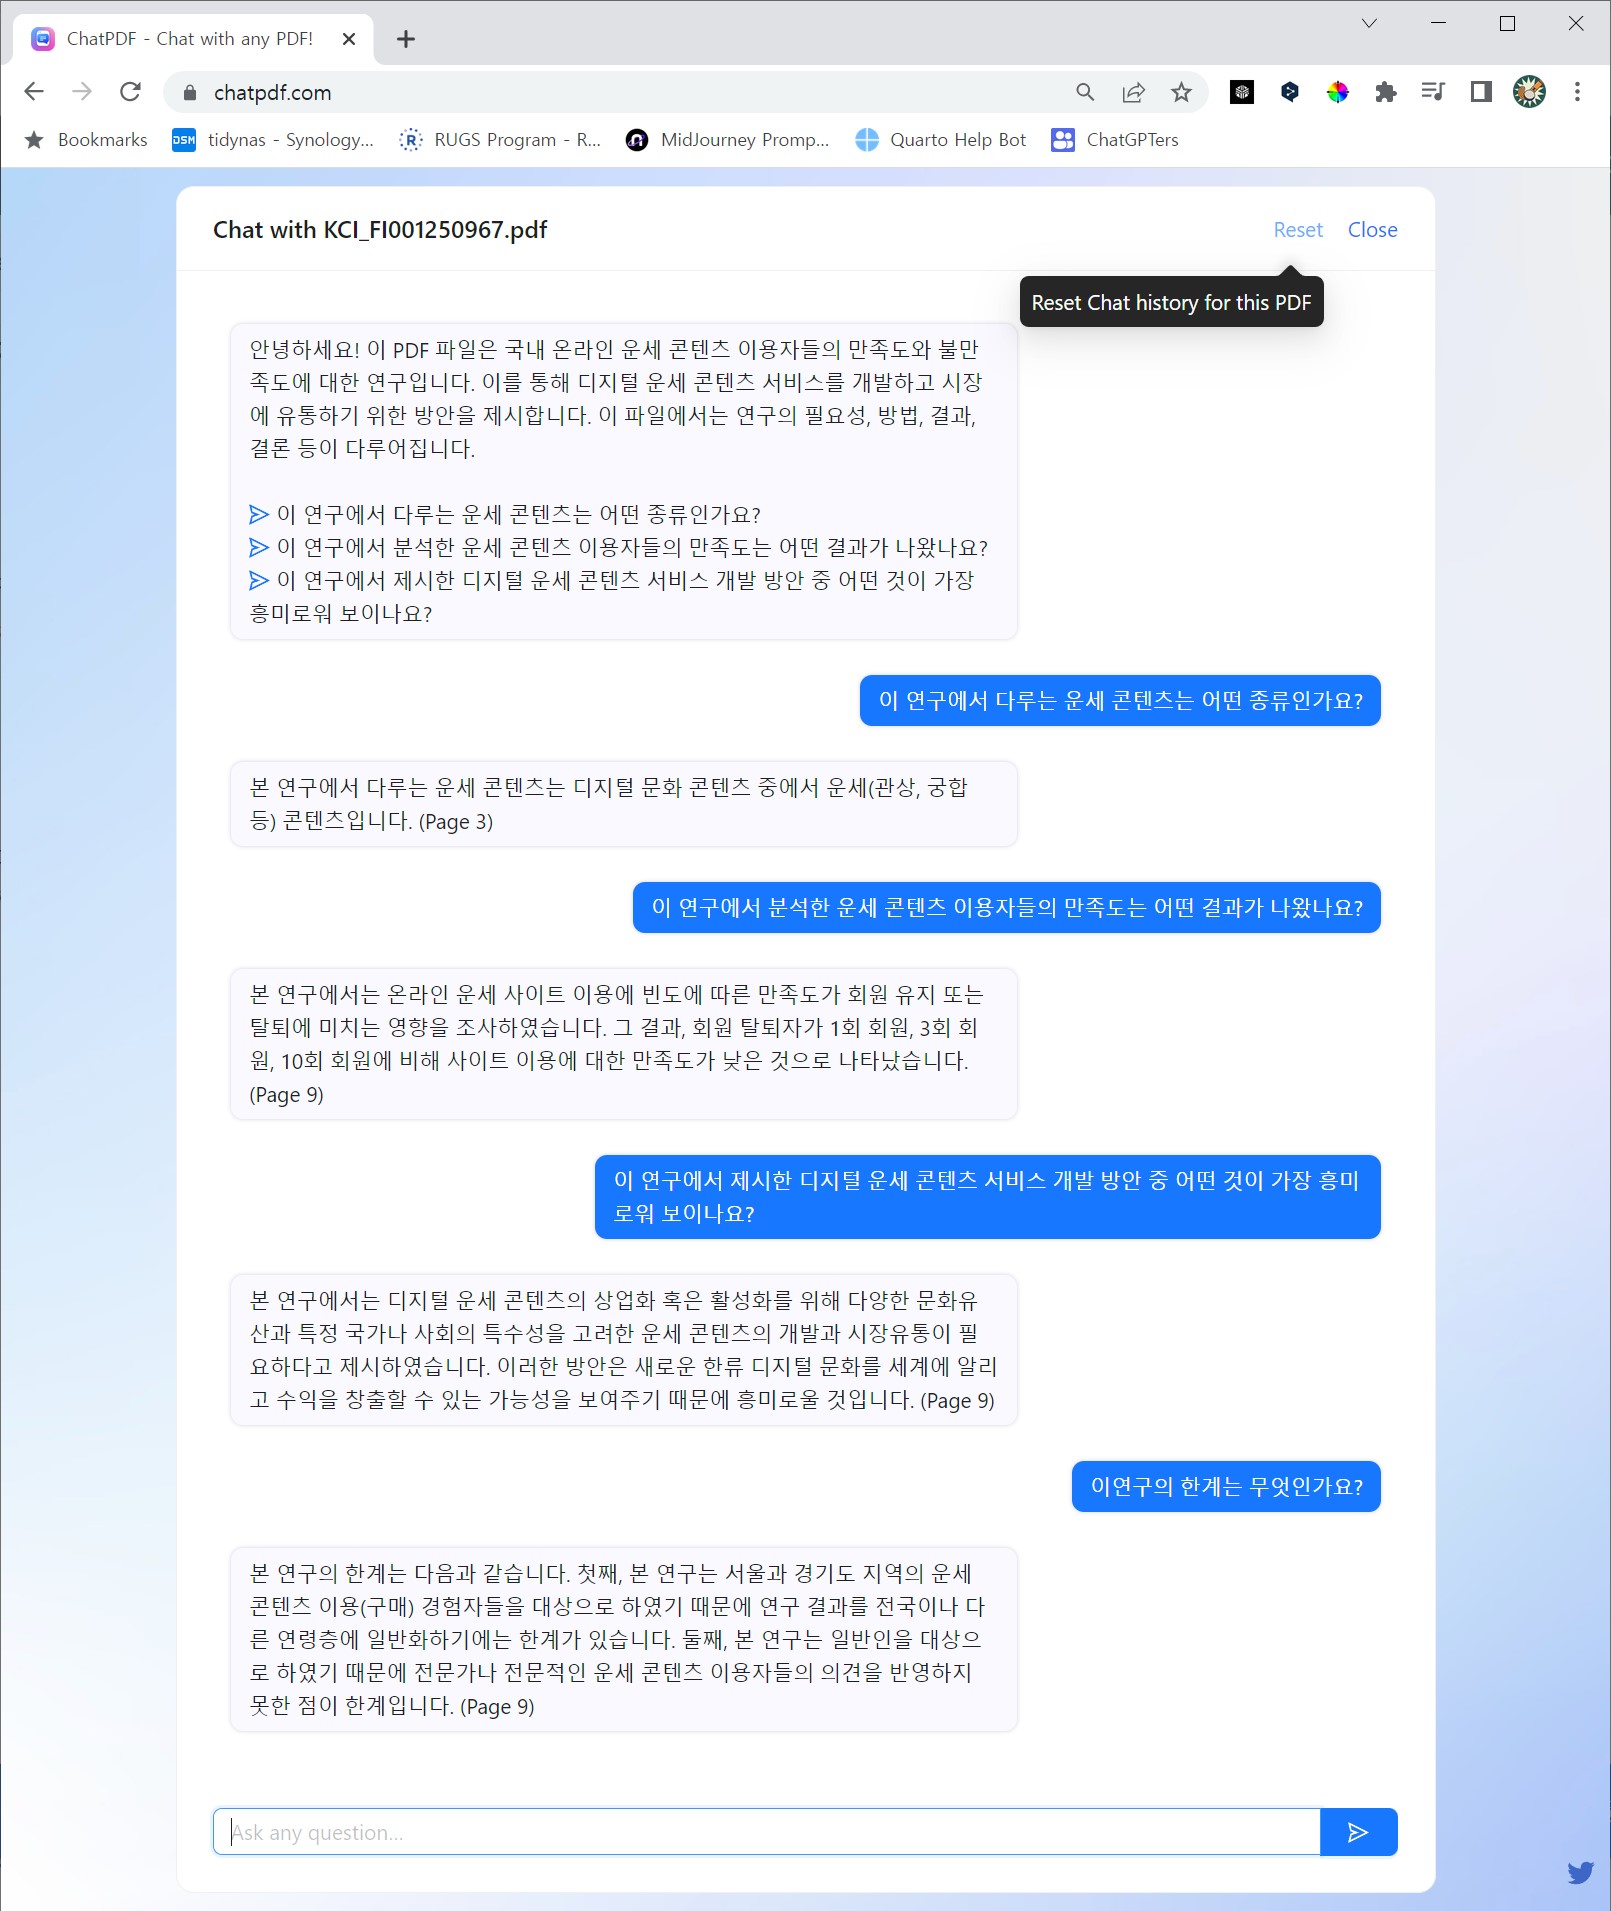 ChatPDF - Chat with any PDF!
chatpdf.com
Bookmarks
DSM
tidynas - Synology...
R
RUGS Program - R...
MidJourney Promp...
Quarto Help Bot
ChatGPTers
Chat with KCI_FI001250967.pdf
Reset
Close
Reset Chat history for this PDF
안녕하세요! 이 PDF 파일은 국내 온라인 운세 콘텐츠 이용자들의 만족도와 불만
족도에 대한 연구입니다. 이를 통해 디지털 운세 콘텐츠 서비스를 개발하고 시장
에 유통하기 위한 방안을 제시합니다. 이 파일에서는 연구의 필요성, 방법, 결과,
결론 등이 다루어집니다.
이 연구에서 다루는 운세 콘텐츠는 어떤 종류인가요?
이 연구에서 분석한 운세 콘텐츠 이용자들의 만족도는 어떤 결과가 나왔나요?
이 연구에서 제시한 디지털 운세 콘텐츠 서비스 개발 방안 중 어떤 것이 가장
흥미로워 보이나요?
이 연구에서 다루는 운세 콘텐츠는 어떤 종류인가요?
본 연구에서 다루는 운세 콘텐츠는 디지털 문화 콘텐츠 중에서 운세(관상, 궁합
등) 콘텐츠입니다. (Page 3)
이 연구에서 분석한 운세 콘텐츠 이용자들의 만족도는 어떤 결과가 나왔나요?
본 연구에서는 온라인 운세 사이트 이용에 빈도에 따른 만족도가 회원 유지 또는
탈퇴에 미치는 영향을 조사하였습니다. 그 결과, 회원 탈퇴자가 1회 회원, 3회 회
원, 10회 회원에 비해 사이트 이용에 대한 만족도가 낮은 것으로 나타났습니다.
(Page 9)
이 연구에서 제시한 디지털 운세 콘텐츠 서비스 개발 방안 중 어떤 것이 가장 흥미
로워 보이나요?
본 연구에서는 디지털 운세 콘텐츠의 상업화 혹은 활성화를 위해 다양한 문화유
산과 특정 국가나 사회의 특수성을 고려한 운세 콘텐츠의 개발과 시장유통이 필
요하다고 제시하였습니다. 이러한 방안은 새로운 한류 디지털 문화를 세계에 알리
고 수익을 창출할 수 있는 가능성을 보여주기 때문에 흥미로울 것입니다. (Page 9)
이연구의 한계는 무엇인가요?
본 연구의 한계는 다음과 같습니다. 첫째, 본 연구는 서울과 경기도 지역의 운세
콘텐츠 이용(구매) 경험자들을 대상으로 하였기 때문에 연구 결과를 전국이나 다
른 연령층에 일반화하기에는 한계가 있습니다. 둘째, 본 연구는 일반인을 대상으
로 하였기 때문에 전문가나 전문적인 운세 콘텐츠 이용자들의 의견을 반영하지
못한 점이 한계입니다. (Page 9)
Ask any question...